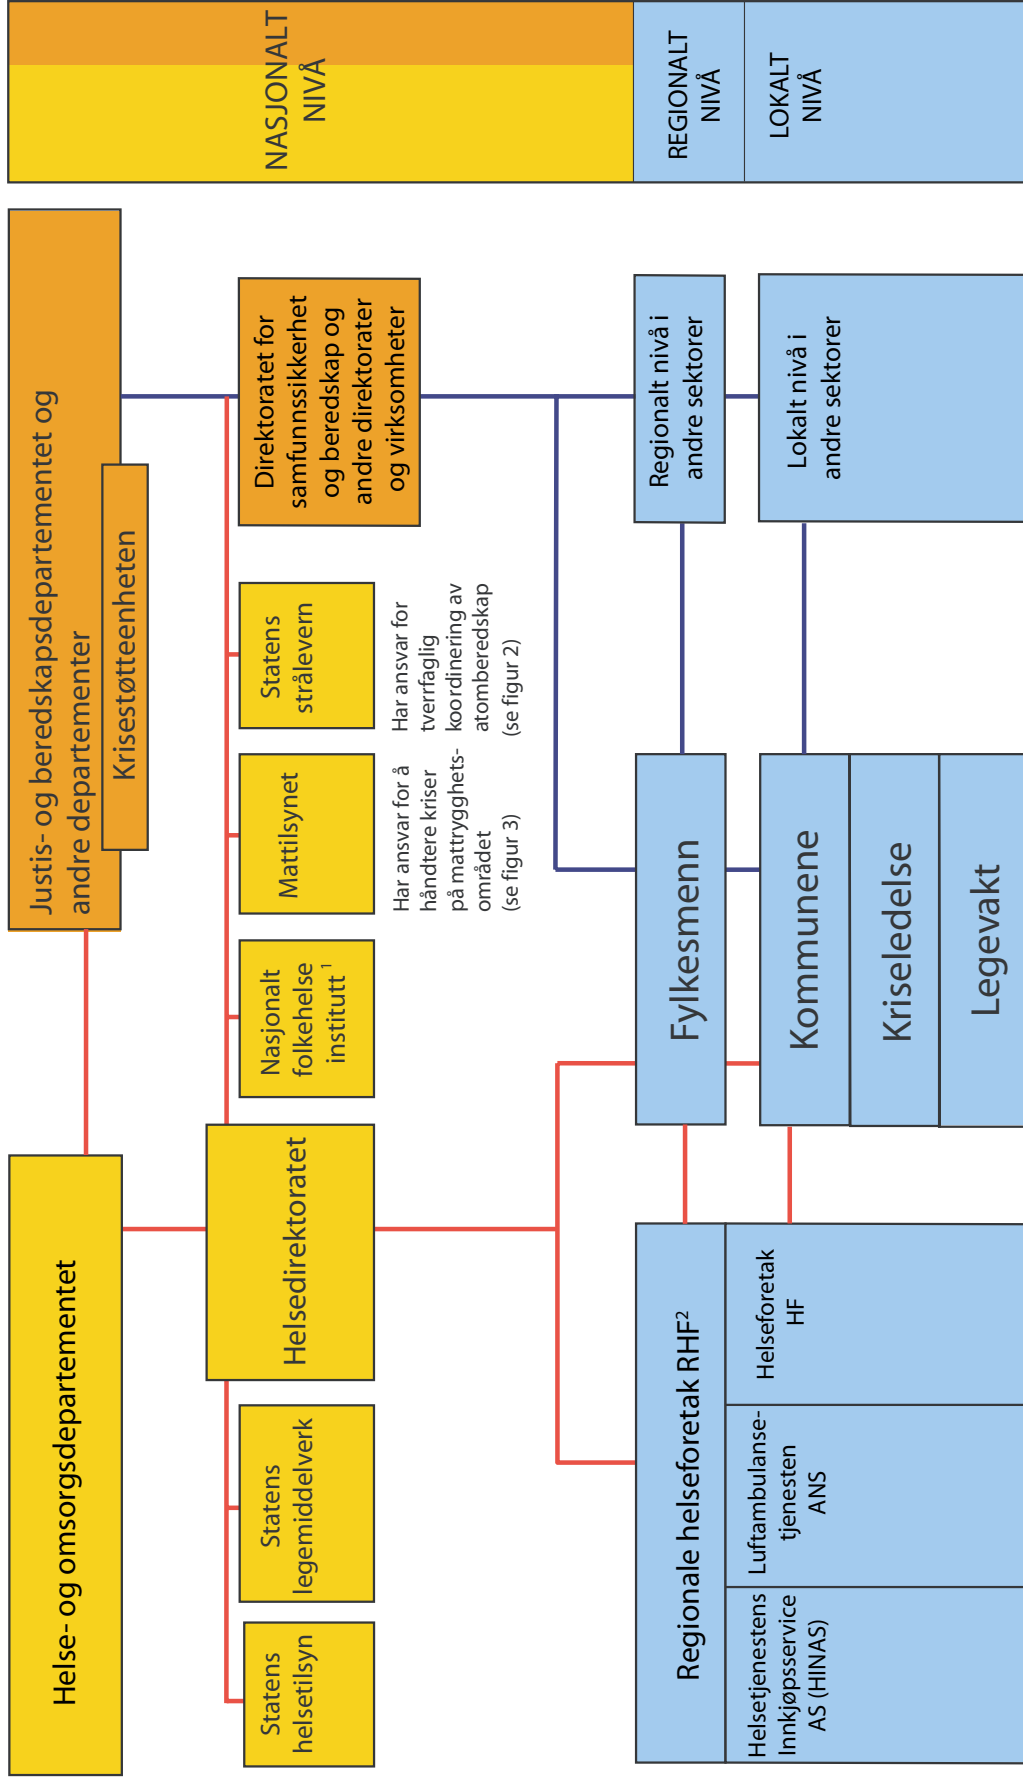 Helse- og omsorgsdepartementet
Justis- og beredskapsdepartementet og
andre departementer
Krisestøtteenheten
NASJONALT
NIVÅ
Statens
helsetilsyn
Statens
legemiddelverk
Helsedirektoratet
Nasjonalt
folkehelse
institutt 1
Mattilsynet
Har ansvar for å
håndtere kriser
på mattrygghets-
området
(se figur 3)
Statens
strålevern
Har ansvar for
tverrfaglig
koordinering av
atomberedskap
(se figur 2)
Direktoratet for
samfunnssikkerhet
og beredskap og
andre direktorater
og virksomheter
Regionale helseforetak RHF2
Fylkesmenn
Regionalt nivå i
andre sektorer
REGIONALT
NIVÅ
Helsetjenestens
Innkjøpsservice
AS (HINAS)
Luftambulanse-
tjenesten
ANS
Helseforetak
HF
Kommunene
Kriseledelse
Legevakt
Lokalt nivå i
andre sektorer
LOKALT
NIVÅ